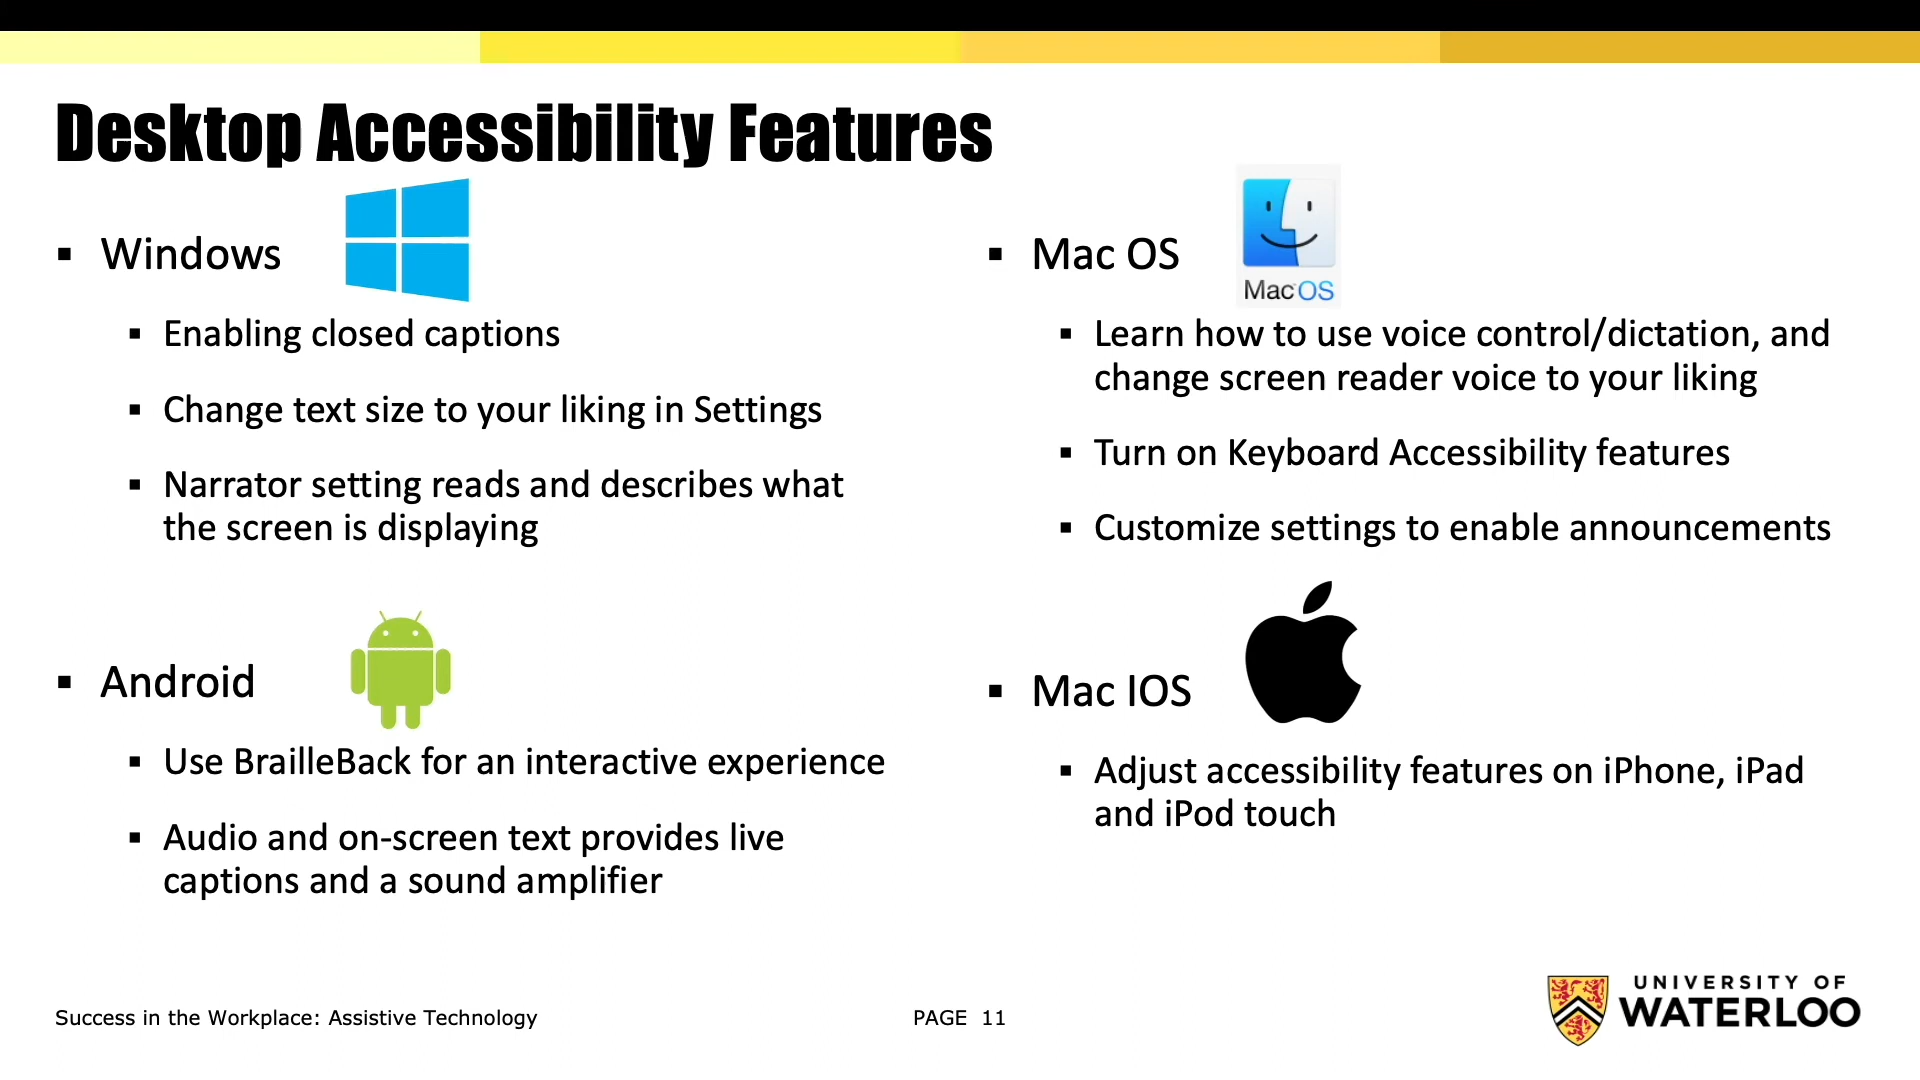 Desktop Accessibility Features
▪ Windows
▪ Enabling closed captions
▪ Change text size to your liking in Settings
▪ Narrator setting reads and describes what
the screen is displaying
▪ Android
▪ Use BrailleBack for an interactive experience
▪ Audio and on-screen text provides live
captions and a sound amplifier
▪ Mac OS
MacOS
▪ Learn how to use voice control/dictation, and
change screen reader voice to your liking
▪ Turn on Keyboard Accessibility features
▪ Customize settings to enable announcements
▪ Mac IOS
▪ Adjust accessibility features on iPhone, iPad
and iPod touch
Success in the Workplace: Assistive Technology
PAGE 11
UNIVERSITY OF
WATERLOO